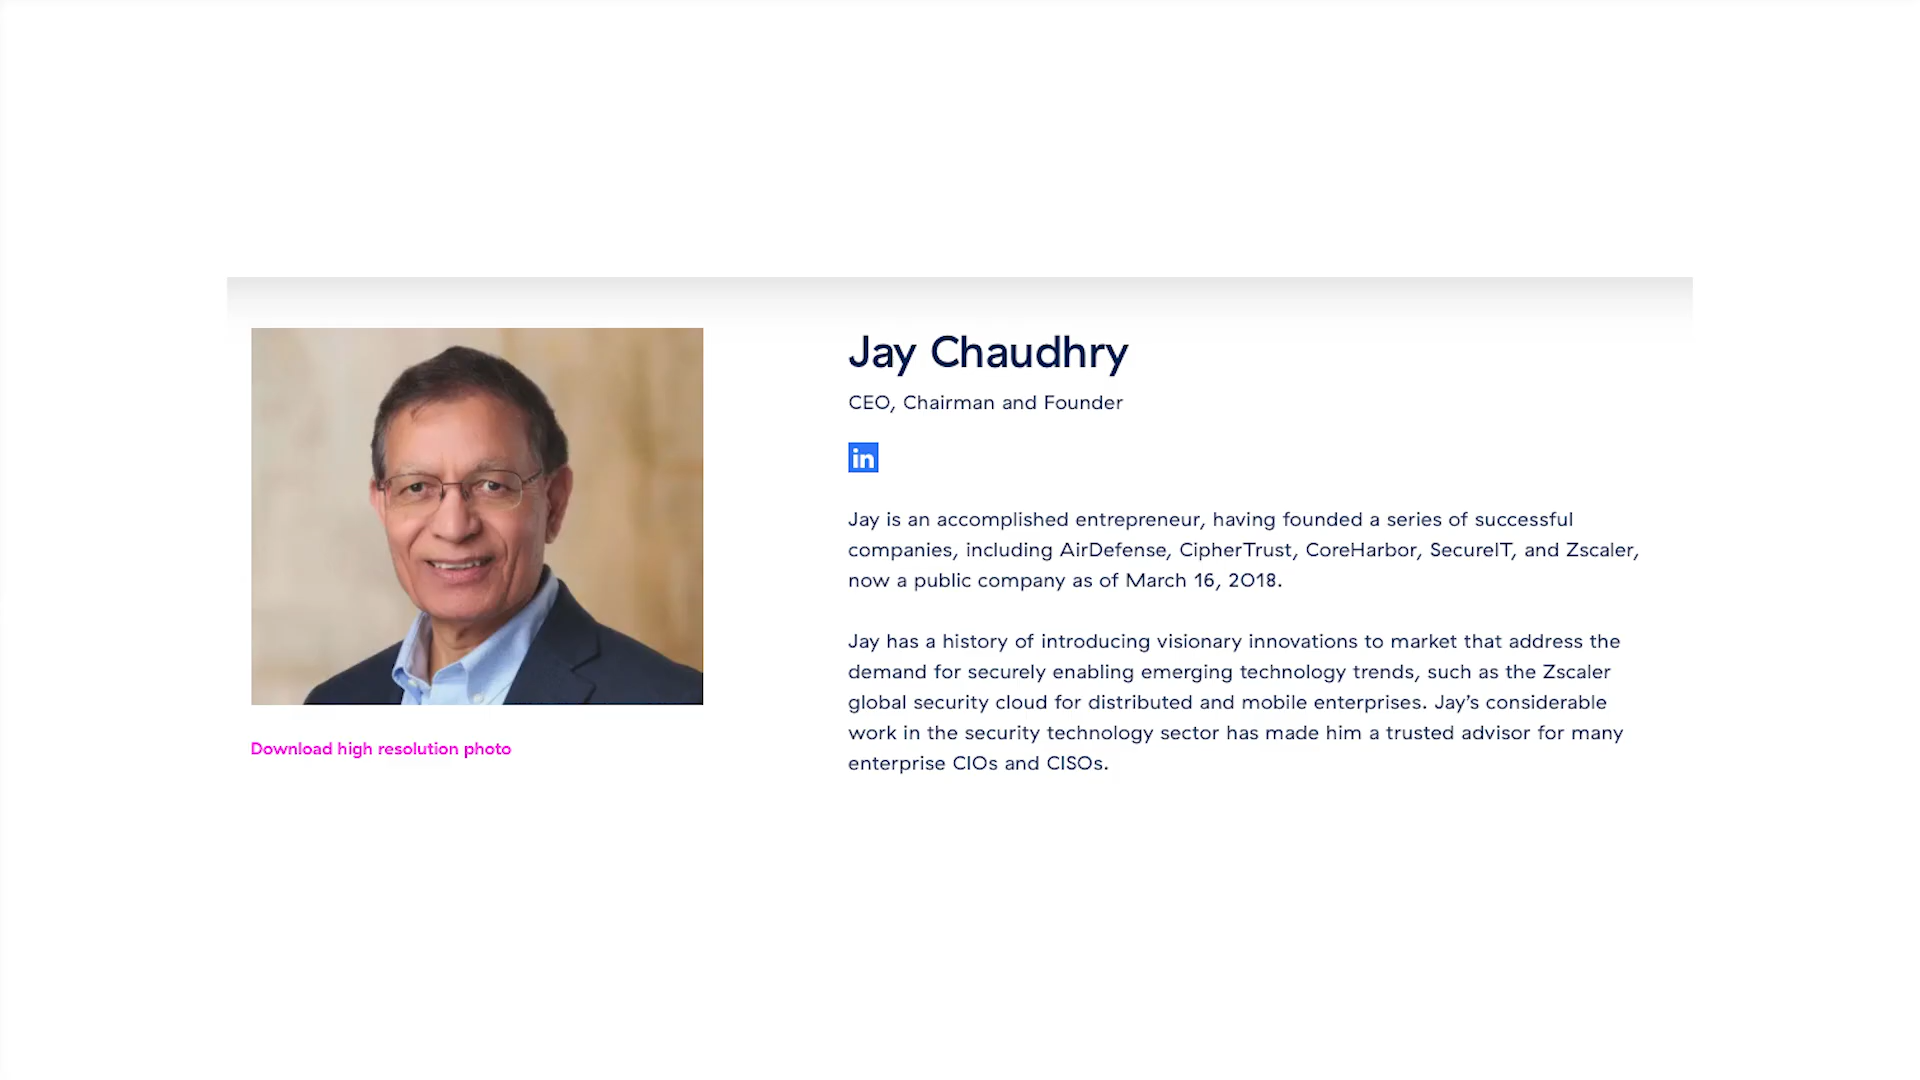 Jay Chaudhry
CEO, Chairman and Founder
in
Jay is an accomplished entrepreneur, having founded a series of successful
companies, including AirDefense, CipherTrust, CoreHarbor, SecureIT, and Zscaler,
now a public company as of March 16, 2018.
Jay has a history of introducing visionary innovations to market that address the
demand for securely enabling emerging technology trends, such as the Zscaler
global security cloud for distributed and mobile enterprises. Jay’s considerable
work in the security technology sector has made him a trusted advisor for many
enterprise CIOs and CISOs.
Download high resolution photo